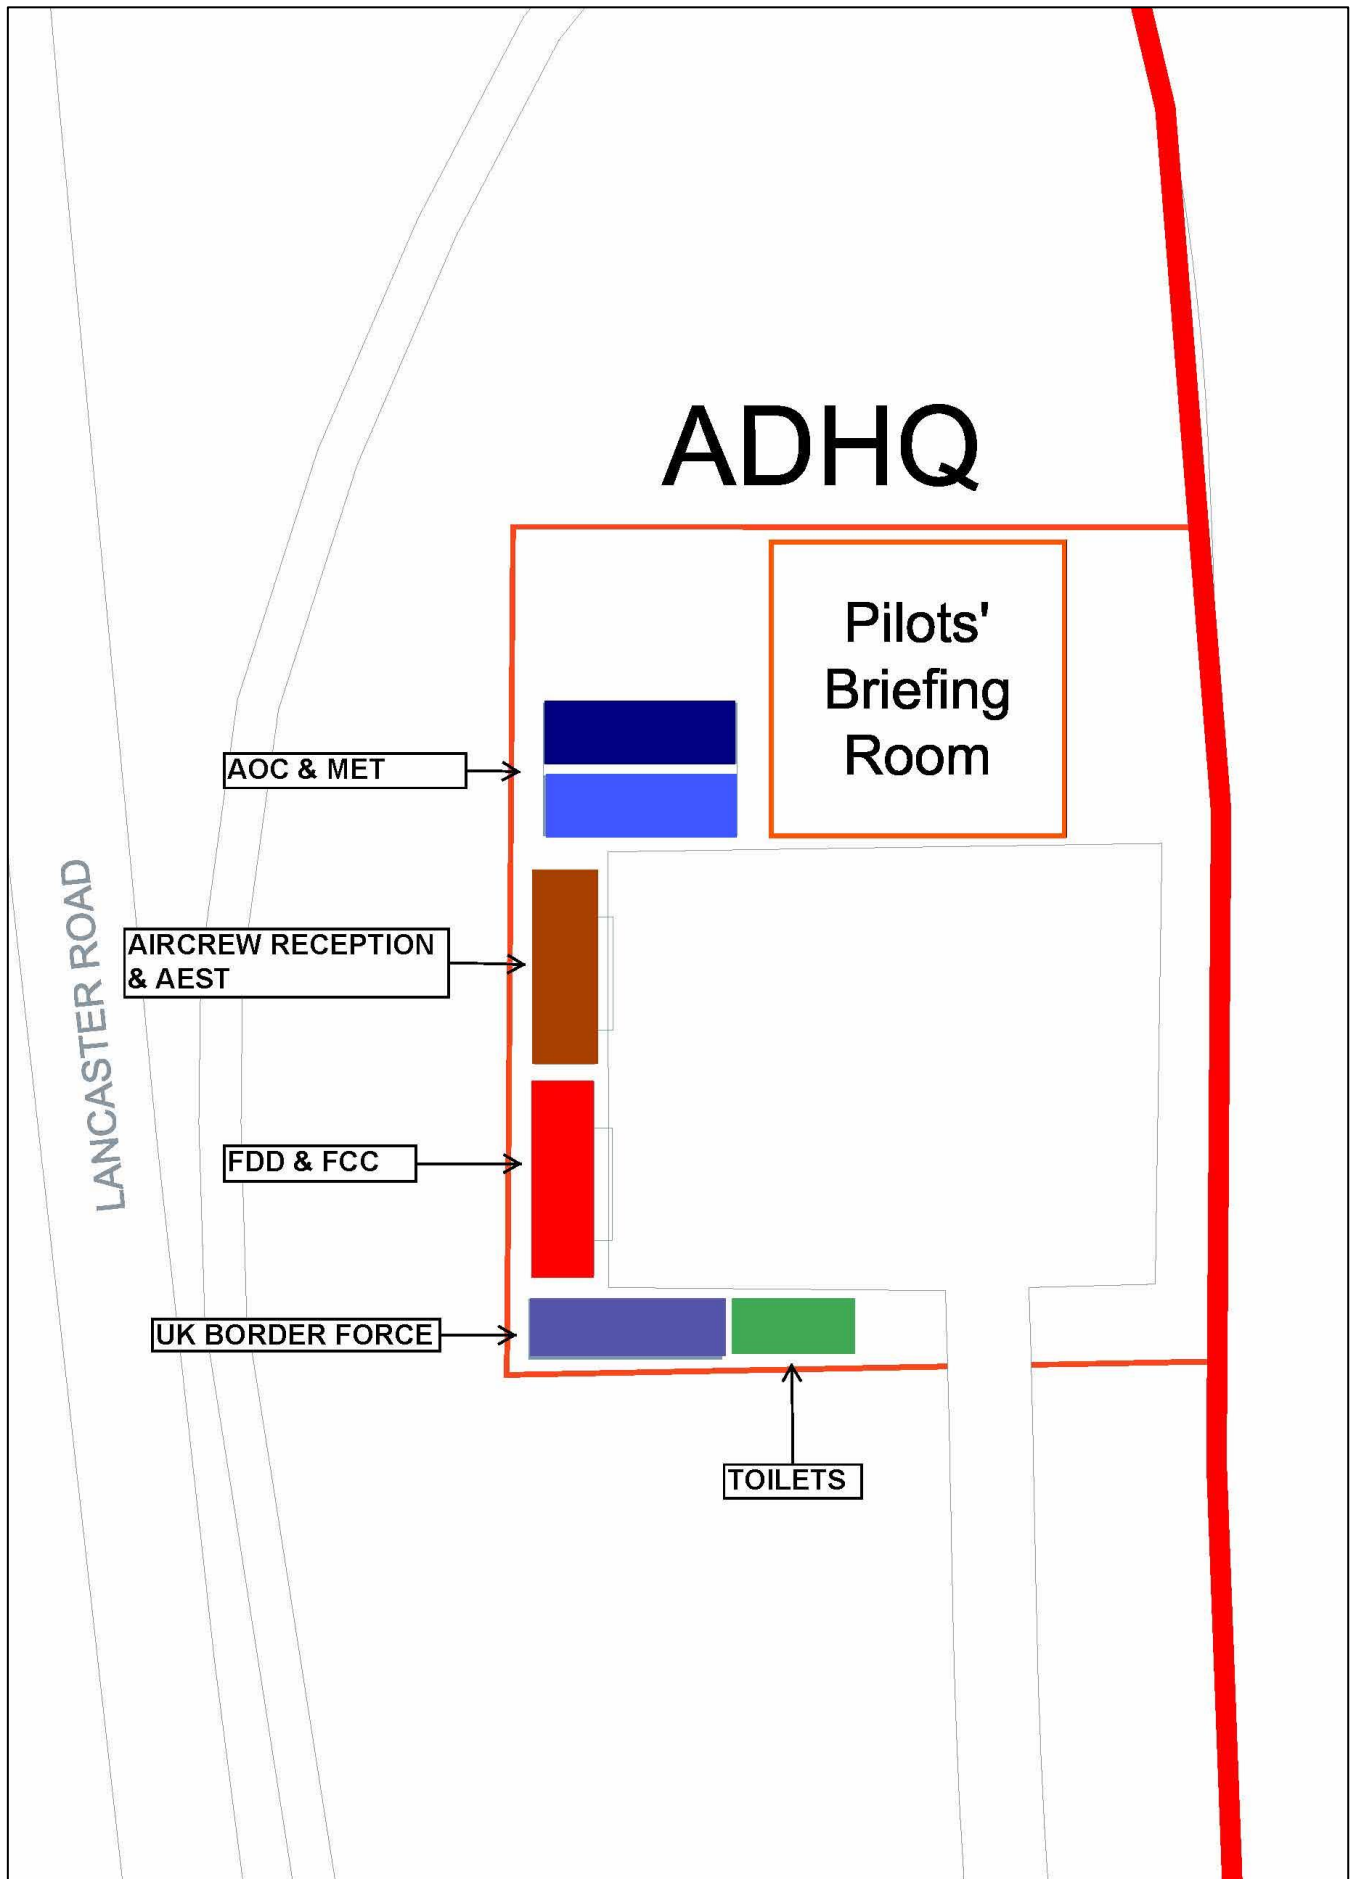 ADHQ
Pilots'
Briefing
Room
AOC & MET
LANCASTER ROAD
AIRCREW RECEPTION
& AEST
FDD & FCC
UK BORDER FORCE
TOILETS